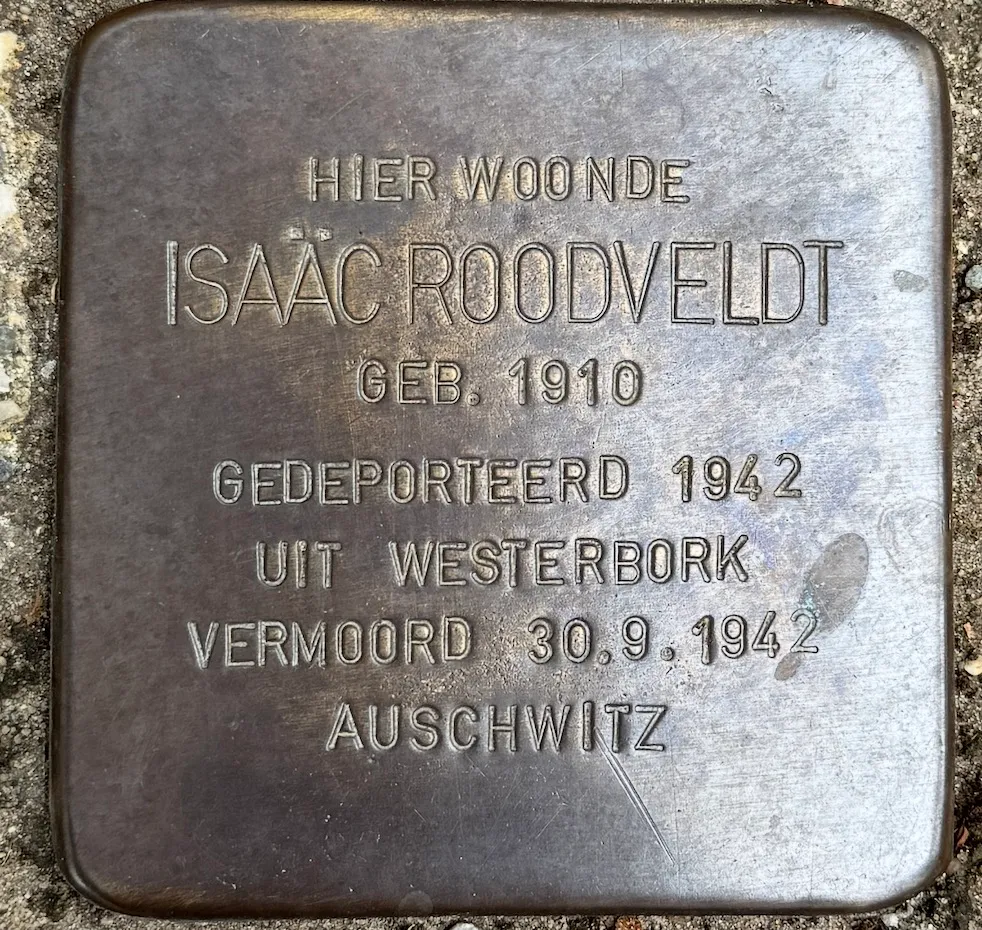 HIER WOONDE
ISAÄC ROODVELDT
GEB. 1910
GEDEPORTEERD 1942
UIT WESTERBORK
VERMOORD 30.9.1942
AUSCHWITZ